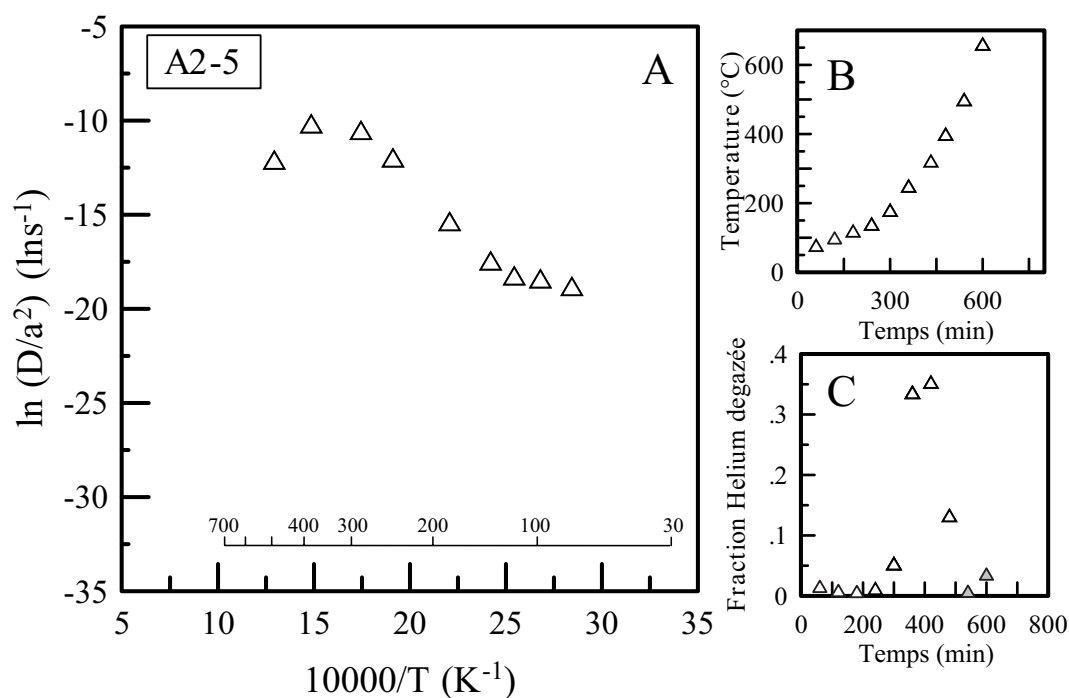 A2-5
A
ln (D/a²) (lns⁻¹)
-5
-10
-15
-20
-25
-30
-35
700 400 300 200 100 30
5 10 15 20 25 30 35
10000/T (K⁻¹)
B
Temperature (°C)
600
400
200
0
0 300 600
Temps (min)
C
Fraction Helium degazée
.4
.3
.2
.1
0
0 200 400 600 800
Temps (min)